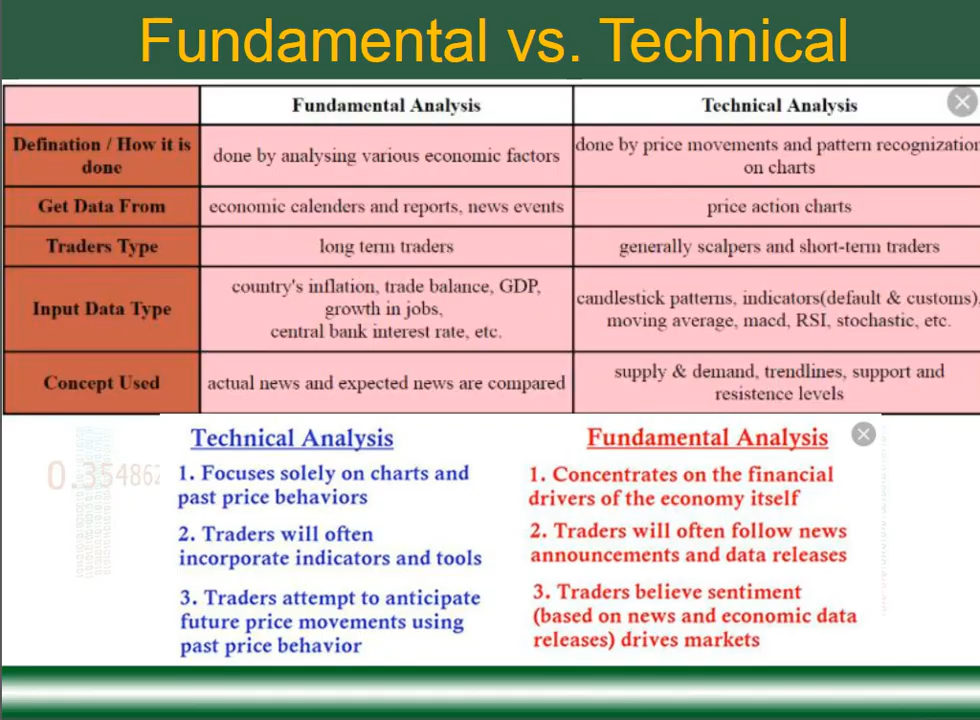 Fundamental vs. Technical
Fundamental Analysis
Technical Analysis
Defination / How it is
done
done by analysing various economic factors
done by price movements and pattern recognization
on charts
Get Data From
economic calenders and reports, news events
price action charts
Traders Type
long term traders
generally scalpers and short-term traders
Input Data Type
country's inflation, trade balance, GDP,
growth in jobs,
central bank interest rate, etc.
candlestick patterns, indicators(default & customs),
moving average, macd, RSI, stochastic, etc.
Concept Used
actual news and expected news are compared
supply & demand, trendlines, support and
resistence levels
Technical Analysis
1. Focuses solely on charts and
past price behaviors
2. Traders will often
incorporate indicators and tools
3. Traders attempt to anticipate
future price movements using
past price behavior
Fundamental Analysis
1. Concentrates on the financial
drivers of the economy itself
2. Traders will often follow news
announcements and data releases
3. Traders believe sentiment
(based on news and economic data
releases) drives markets
0.35486